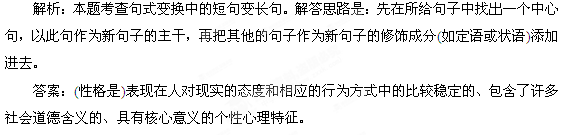 解析：本题考查句式变换中的短句变长句。解答思路是：先在所给句子中找出一个中心
句，以此句作为新句子的主干，再把其他的句子作为新句子的修饰成分(如定语或状语)添加
进去。
答案：(性格是)表现在人对现实的态度和相应的行为方式中的比较稳定的、包含了许多
社会道德含义的、具有核心意义的个性心理特征。